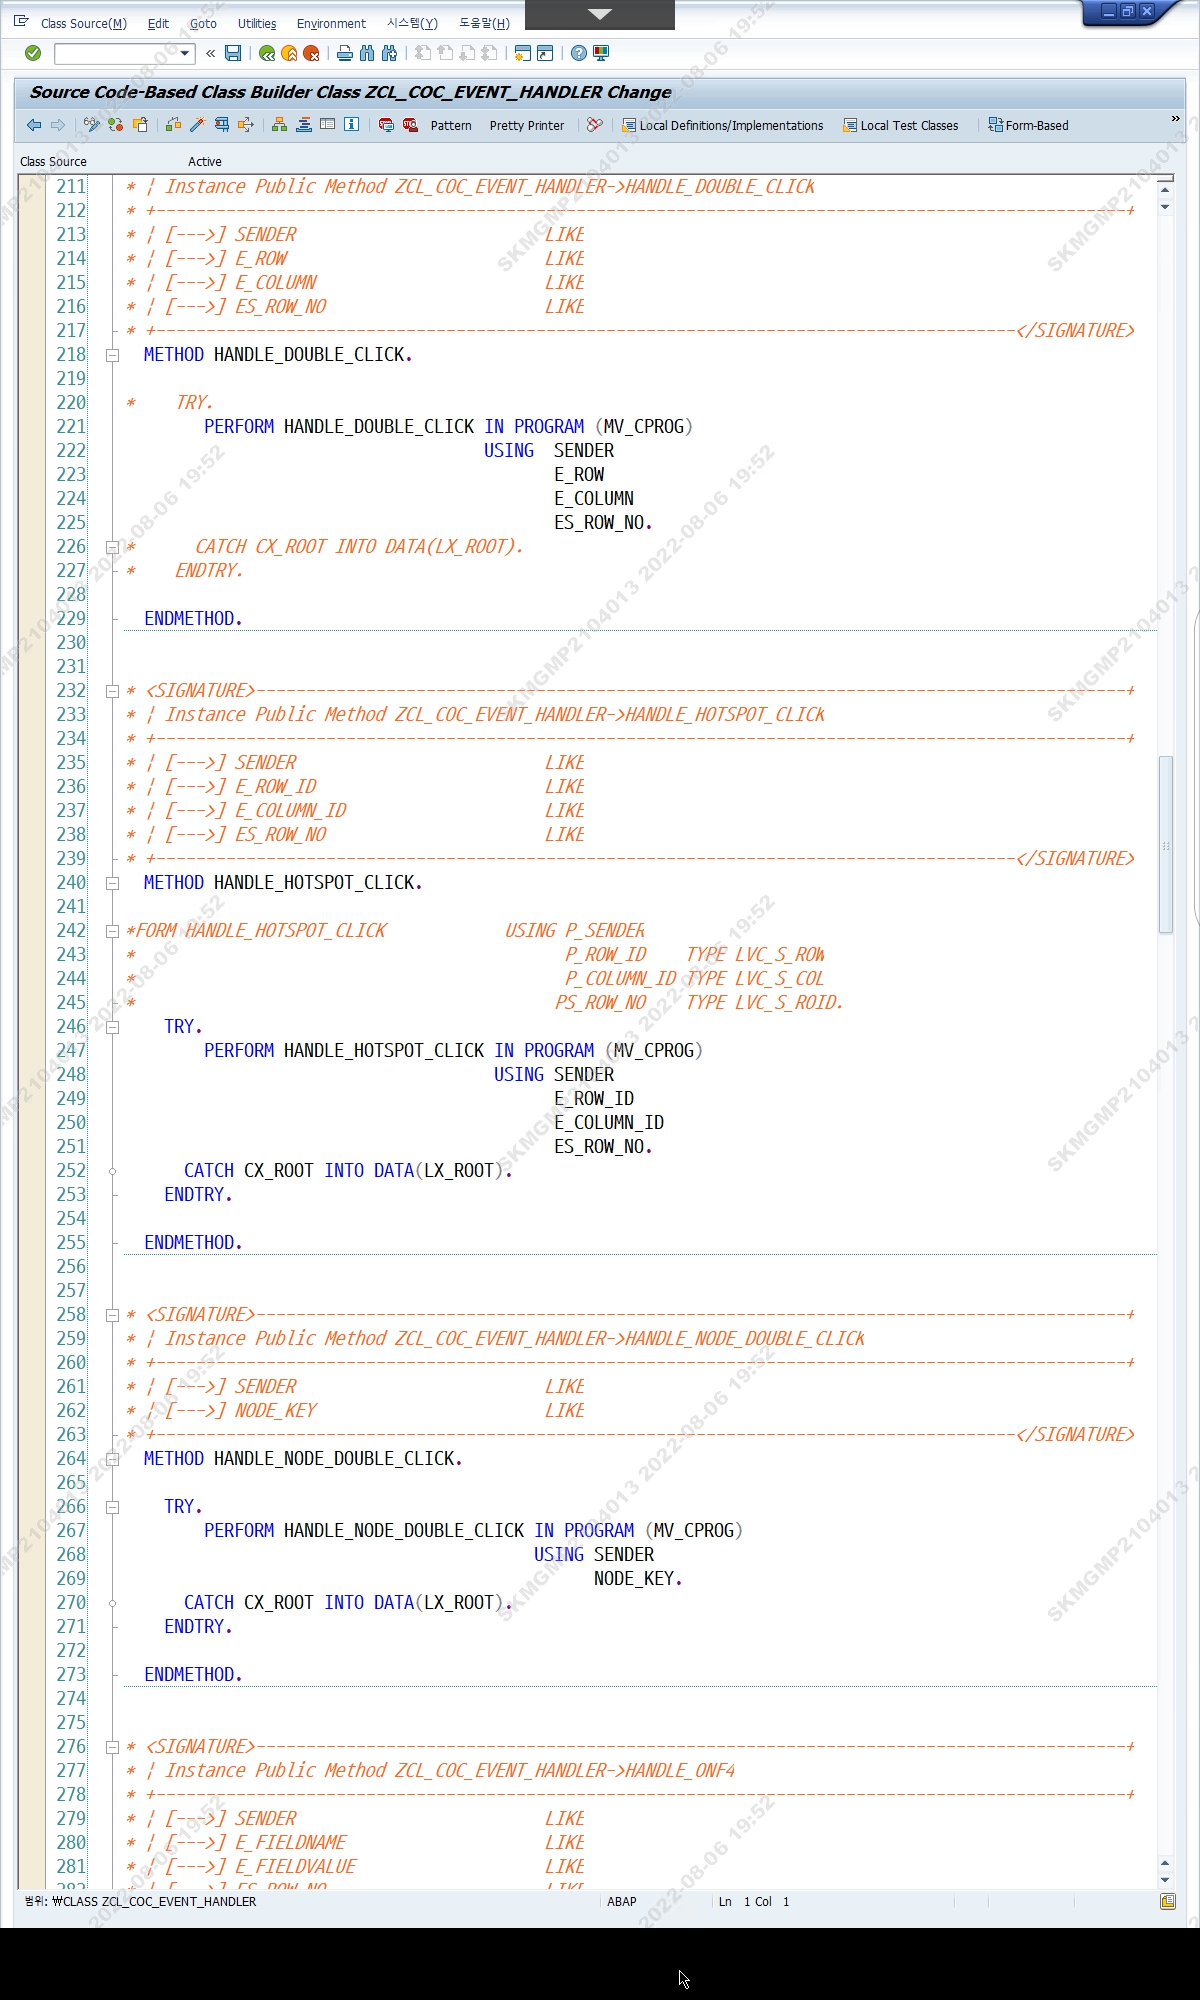 Class Source(M) Edit Goto Utilities Environment 시스템(Y) 도움말(H)
Source Code-Based Class Builder Class ZCL_COC_EVENT_HANDLER Change
Pattern Pretty Printer Local Definitions/Implementations Local Test Classes Form-Based »
Class Source Active
211 * ¦ Instance Public Method ZCL_COC_EVENT_HANDLER->HANDLE_DOUBLE_CLICK
212 * +--------------------------------------------------------------------------------------------------+
213 * ¦ [--->] SENDER LIKE
214 * ¦ [--->] E_ROW LIKE
215 * ¦ [--->] E_COLUMN LIKE
216 * ¦ [--->] ES_ROW_NO LIKE
217 * +--------------------------------------------------------------------------------------</SIGNATURE>
218 METHOD HANDLE_DOUBLE_CLICK.
219
220 * TRY.
221 PERFORM HANDLE_DOUBLE_CLICK IN PROGRAM (MV_CPROG)
222 USING SENDER
223 E_ROW
224 E_COLUMN
225 ES_ROW_NO.
226 * CATCH CX_ROOT INTO DATA(LX_ROOT).
227 * ENDTRY.
228
229 ENDMETHOD.
230
231
232 * <SIGNATURE>---------------------------------------------------------------------------------------+
233 * ¦ Instance Public Method ZCL_COC_EVENT_HANDLER->HANDLE_HOTSPOT_CLICK
234 * +--------------------------------------------------------------------------------------------------+
235 * ¦ [--->] SENDER LIKE
236 * ¦ [--->] E_ROW_ID LIKE
237 * ¦ [--->] E_COLUMN_ID LIKE
238 * ¦ [--->] ES_ROW_NO LIKE
239 * +--------------------------------------------------------------------------------------</SIGNATURE>
240 METHOD HANDLE_HOTSPOT_CLICK.
241
242 *FORM HANDLE_HOTSPOT_CLICK USING P_SENDER
243 * P_ROW_ID TYPE LVC_S_ROW
244 * P_COLUMN_ID TYPE LVC_S_COL
245 * PS_ROW_NO TYPE LVC_S_ROID.
246 TRY.
247 PERFORM HANDLE_HOTSPOT_CLICK IN PROGRAM (MV_CPROG)
248 USING SENDER
249 E_ROW_ID
250 E_COLUMN_ID
251 ES_ROW_NO.
252 CATCH CX_ROOT INTO DATA(LX_ROOT).
253 ENDTRY.
254
255 ENDMETHOD.
256
257
258 * <SIGNATURE>---------------------------------------------------------------------------------------+
259 * ¦ Instance Public Method ZCL_COC_EVENT_HANDLER->HANDLE_NODE_DOUBLE_CLICK
260 * +--------------------------------------------------------------------------------------------------+
261 * ¦ [--->] SENDER LIKE
262 * ¦ [--->] NODE_KEY LIKE
263 * +--------------------------------------------------------------------------------------</SIGNATURE>
264 METHOD HANDLE_NODE_DOUBLE_CLICK.
265
266 TRY.
267 PERFORM HANDLE_NODE_DOUBLE_CLICK IN PROGRAM (MV_CPROG)
268 USING SENDER
269 NODE_KEY.
270 CATCH CX_ROOT INTO DATA(LX_ROOT).
271 ENDTRY.
272
273 ENDMETHOD.
274
275
276 * <SIGNATURE>---------------------------------------------------------------------------------------+
277 * ¦ Instance Public Method ZCL_COC_EVENT_HANDLER->HANDLE_ONF4
278 * +--------------------------------------------------------------------------------------------------+
279 * ¦ [--->] SENDER LIKE
280 * ¦ [--->] E_FIELDNAME LIKE
281 * ¦ [--->] E_FIELDVALUE LIKE
282 * ¦ [--->] ES_ROW_NO LIKE
범위: ₩CLASS ZCL_COC_EVENT_HANDLER ABAP Ln 1 Col 1
SKMGMP2104013 2022-08-06 19:52